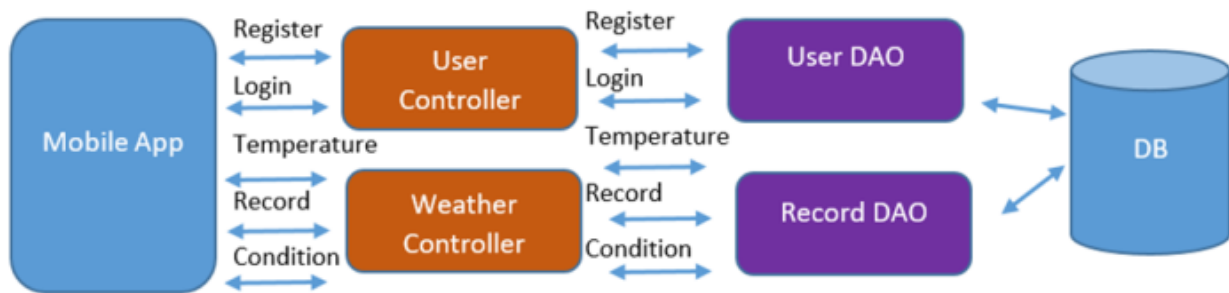 Mobile App
Register
Login
Temperature
Record
Condition
User
Controller
Weather
Controller
Register
Login
Temperature
Record
Condition
User DAO
Record DAO
DB